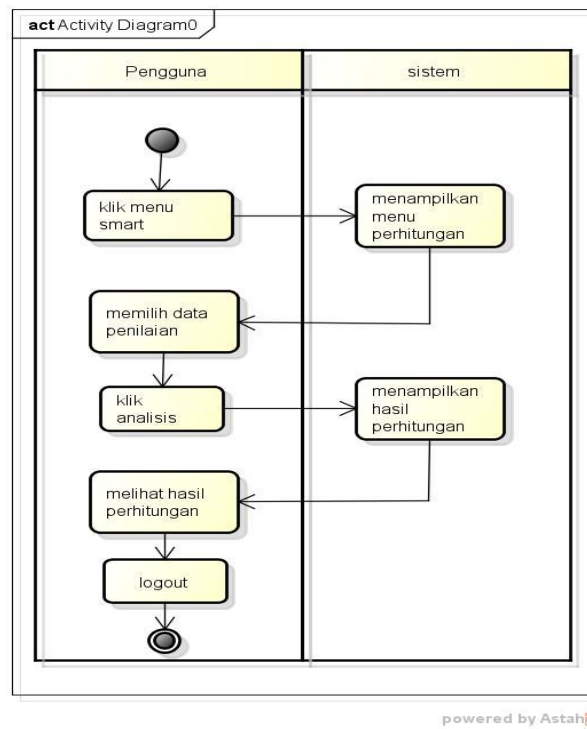 act Activity Diagram0
Pengguna
sistem
klik menu
smart
menampilkan
menu
perhitungan
memilih data
penilaian
klik
analisis
menampilkan
hasil
perhitungan
melihat hasil
perhitungan
logout
powered by Astah